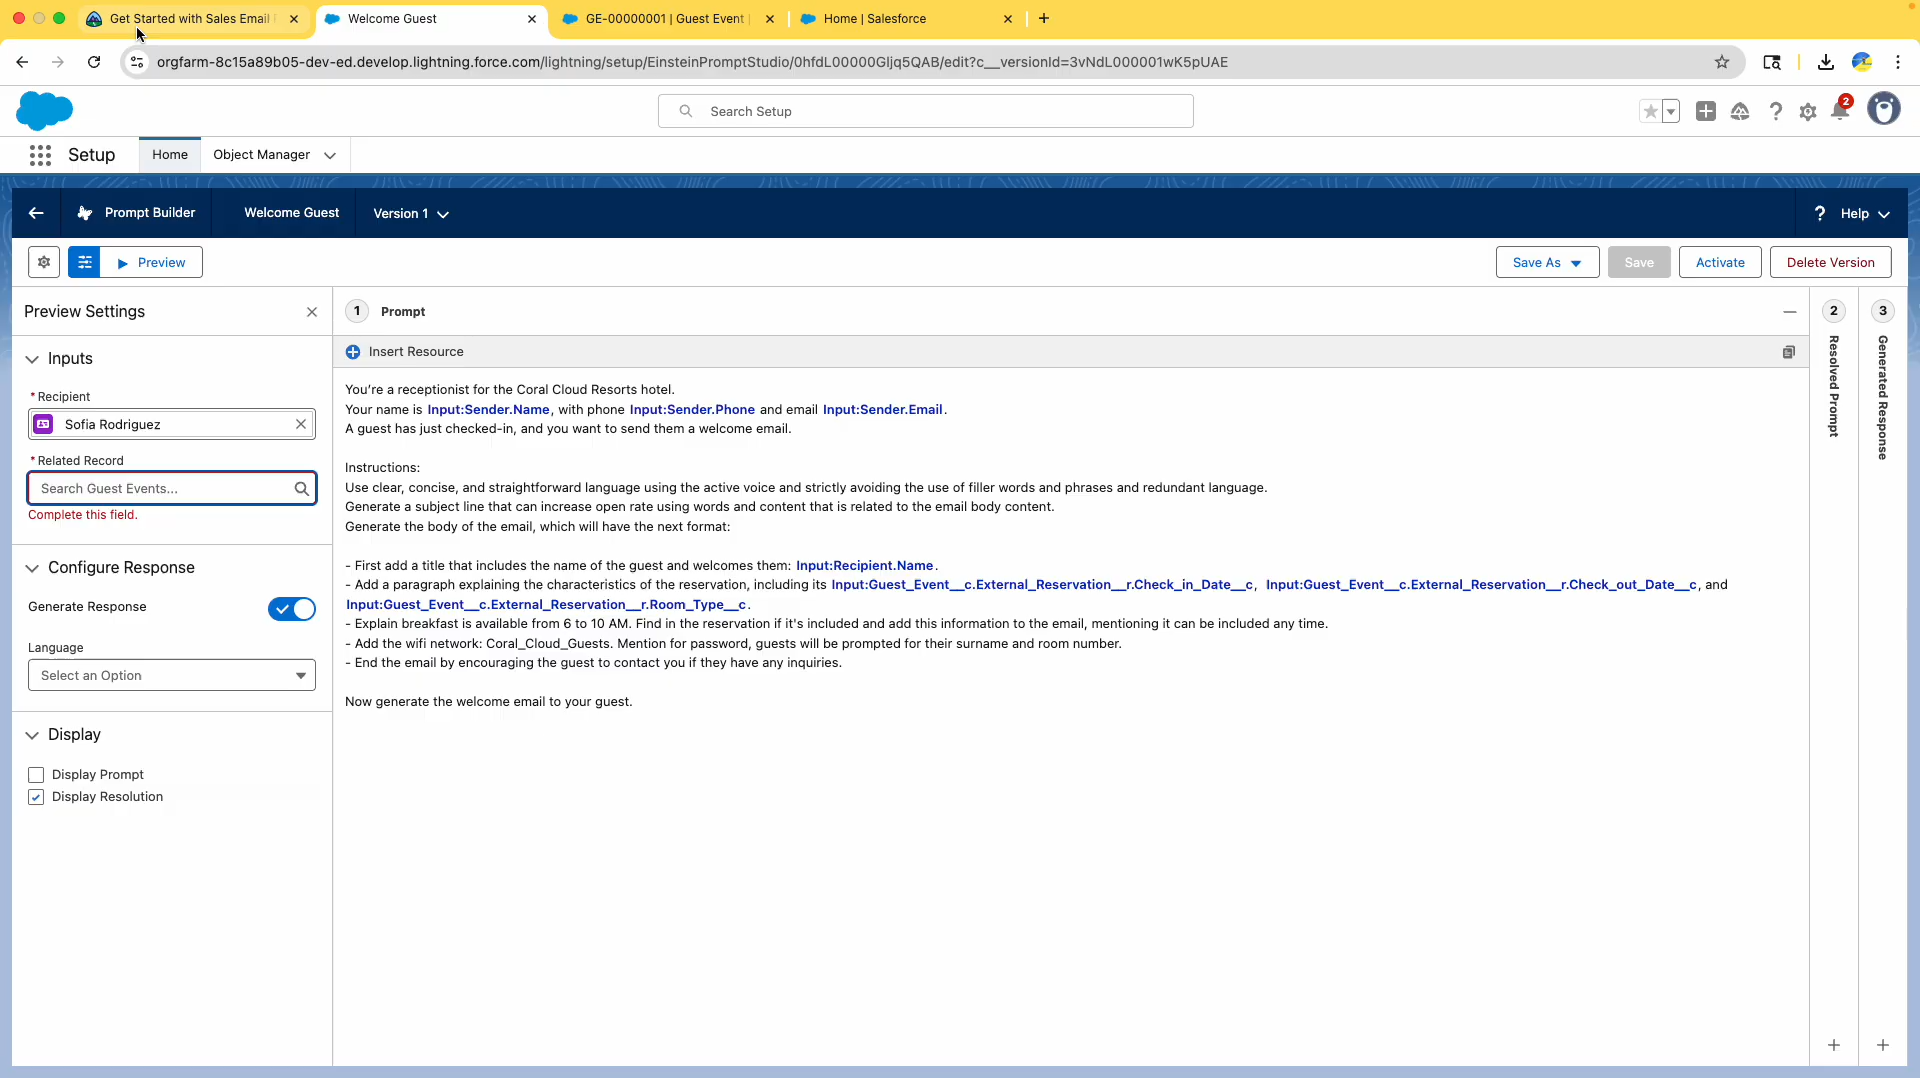 Get Started with Sales Email
Welcome Guest
GE-00000001 | Guest Event
Home | Salesforce
orgfarm-8c15a89b05-dev-ed.develop.lightning.force.com/lightning/setup/EinsteinPromptStudio/0hfdL00000Gljq5QAB/edit?c__versionId=3vNdL000001wK5pUAE
Search Setup
2
Setup
Home
Object Manager
Prompt Builder
Welcome Guest
Version 1
? Help
Preview
Save As
Save
Activate
Delete Version
Preview Settings
1 Prompt
2 Resolved Prompt
3 Generated Response
Insert Resource
Inputs
* Recipient
Sofia Rodriguez
* Related Record
Search Guest Events...
Complete this field.
Configure Response
Generate Response
Language
Select an Option
Display
Display Prompt
Display Resolution
You're a receptionist for the Coral Cloud Resorts hotel.
Your name is Input:Sender.Name, with phone Input:Sender.Phone and email Input:Sender.Email.
A guest has just checked-in, and you want to send them a welcome email.
Instructions:
Use clear, concise, and straightforward language using the active voice and strictly avoiding the use of filler words and phrases and redundant language.
Generate a subject line that can increase open rate using words and content that is related to the email body content.
Generate the body of the email, which will have the next format:
- First add a title that includes the name of the guest and welcomes them: Input:Recipient.Name.
- Add a paragraph explaining the characteristics of the reservation, including its Input:Guest_Event__c.External_Reservation__r.Check_in_Date__c, Input:Guest_Event__c.External_Reservation__r.Check_out_Date__c, and
Input:Guest_Event__c.External_Reservation__r.Room_Type__c.
- Explain breakfast is available from 6 to 10 AM. Find in the reservation if it's included and add this information to the email, mentioning it can be included any time.
- Add the wifi network: Coral_Cloud_Guests. Mention for password, guests will be prompted for their surname and room number.
- End the email by encouraging the guest to contact you if they have any inquiries.
Now generate the welcome email to your guest.